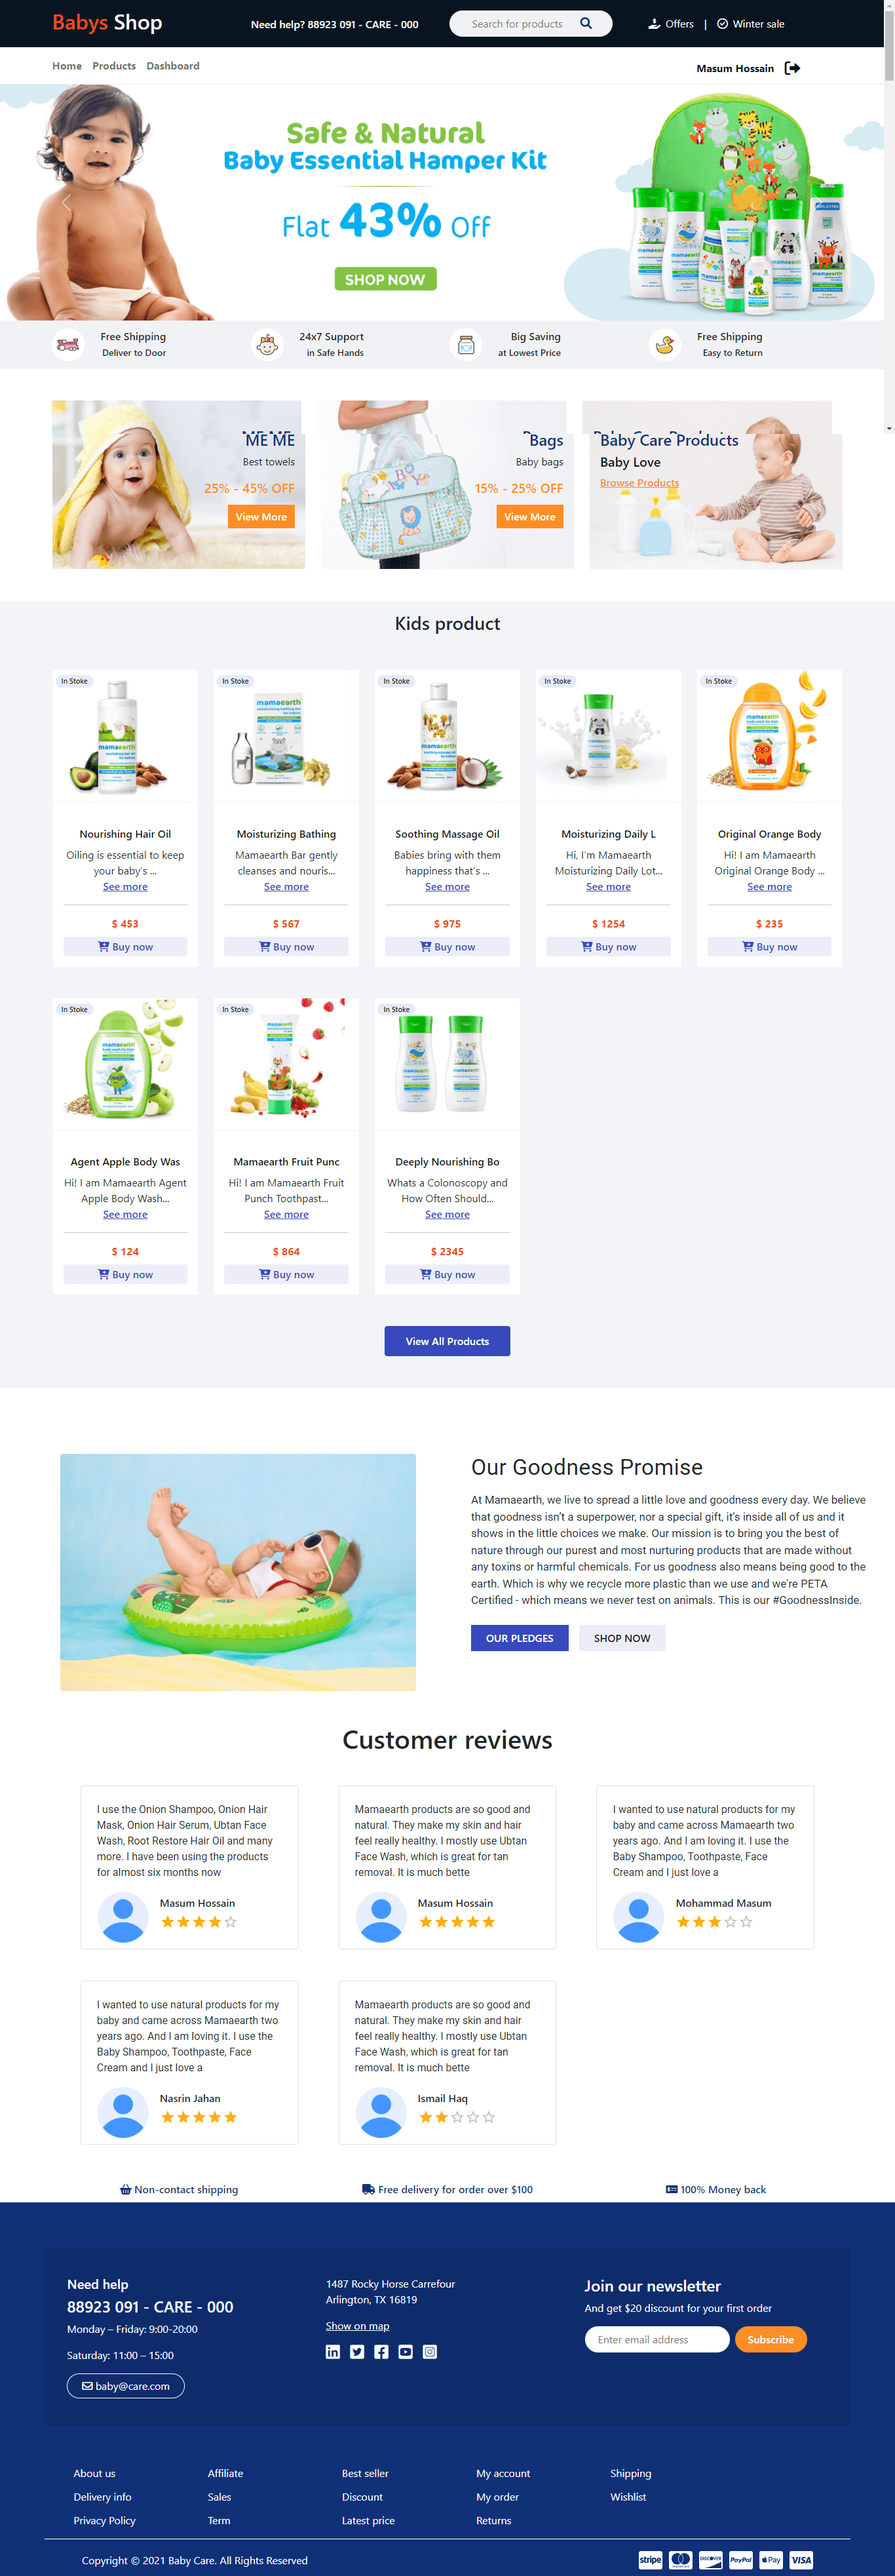 Babys Shop
Need help? 88923 091 - CARE - 000
Search for products
Offers | Winter sale
Home Products Dashboard
Masum Hossain
Safe & Natural
Baby Essential Hamper Kit
Flat 43% Off
SHOP NOW
Free Shipping
Deliver to Door
24x7 Support
in Safe Hands
Big Saving
at Lowest Price
Free Shipping
Easy to Return
ME ME
Best towels
25% - 45% OFF
View More
Bags
Baby bags
15% - 25% OFF
View More
Baby Care Products
Baby Love
Browse Products
Kids product
In Stoke
Nourishing Hair Oil
Oiling is essential to keep
your baby's ...
See more
$ 453
Buy now
In Stoke
Moisturizing Bathing
Mamaearth Bar gently
cleanses and nouris...
See more
$ 567
Buy now
In Stoke
Soothing Massage Oil
Babies bring with them
happiness that's ...
See more
$ 975
Buy now
In Stoke
Moisturizing Daily L
Hi, I'm Mamaearth
Moisturizing Daily Lot...
See more
$ 1254
Buy now
In Stoke
Original Orange Body
Hi! I am Mamaearth
Original Orange Body ...
See more
$ 235
Buy now
In Stoke
Agent Apple Body Was
Hi! I am Mamaearth Agent
Apple Body Wash...
See more
$ 124
Buy now
In Stoke
Mamaearth Fruit Punc
Hi! I am Mamaearth Fruit
Punch Toothpast...
See more
$ 864
Buy now
In Stoke
Deeply Nourishing Bo
Whats a Colonoscopy and
How Often Should...
See more
$ 2345
Buy now
View All Products
Our Goodness Promise
At Mamaearth, we live to spread a little love and goodness every day. We believe
that goodness isn't a superpower, nor a special gift, it's inside all of us and it
shows in the little choices we make. Our mission is to bring you the best of
nature through our purest and most nurturing products that are made without
any toxins or harmful chemicals. For us goodness also means being good to the
earth. Which is why we recycle more plastic than we use and we're PETA
Certified - which means we never test on animals. This is our #GoodnessInside.
OUR PLEDGES
SHOP NOW
Customer reviews
I use the Onion Shampoo, Onion Hair
Mask, Onion Hair Serum, Ubtan Face
Wash, Root Restore Hair Oil and many
more. I have been using the products
for almost six months now
Masum Hossain
Mamaearth products are so good and
natural. They make my skin and hair
feel really healthy. I mostly use Ubtan
Face Wash, which is great for tan
removal. It is much bette
Masum Hossain
I wanted to use natural products for my
baby and came across Mamaearth two
years ago. And I am loving it. I use the
Baby Shampoo, Toothpaste, Face
Cream and I just love a
Mohammad Masum
I wanted to use natural products for my
baby and came across Mamaearth two
years ago. And I am loving it. I use the
Baby Shampoo, Toothpaste, Face
Cream and I just love a
Nasrin Jahan
Mamaearth products are so good and
natural. They make my skin and hair
feel really healthy. I mostly use Ubtan
Face Wash, which is great for tan
removal. It is much bette
Ismail Haq
Non-contact shipping
Free delivery for order over $100
100% Money back
Need help
88923 091 - CARE - 000
Monday – Friday: 9:00-20:00
Saturday: 11:00 – 15:00
baby@care.com
1487 Rocky Horse Carrefour
Arlington, TX 16819
Show on map
Join our newsletter
And get $20 discount for your first order
Enter email address
Subscribe
About us
Delivery info
Privacy Policy
Affiliate
Sales
Term
Best seller
Discount
Latest price
My account
My order
Returns
Shipping
Wishlist
Copyright © 2021 Baby Care. All Rights Reserved
stripe
DISCOVER
PayPal
Pay
VISA